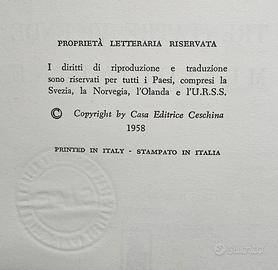 PROPRIETÀ LETTERARIA RISERVATA
I diritti di riproduzione e traduzione
sono riservati per tutti i Paesi, compresi la
Svezia, la Norvegia, l'Olanda e l'U.R.S.S.
© Copyright by Casa Editrice Ceschina
1958
PRINTED IN ITALY - STAMPATO IN ITALIA
subito